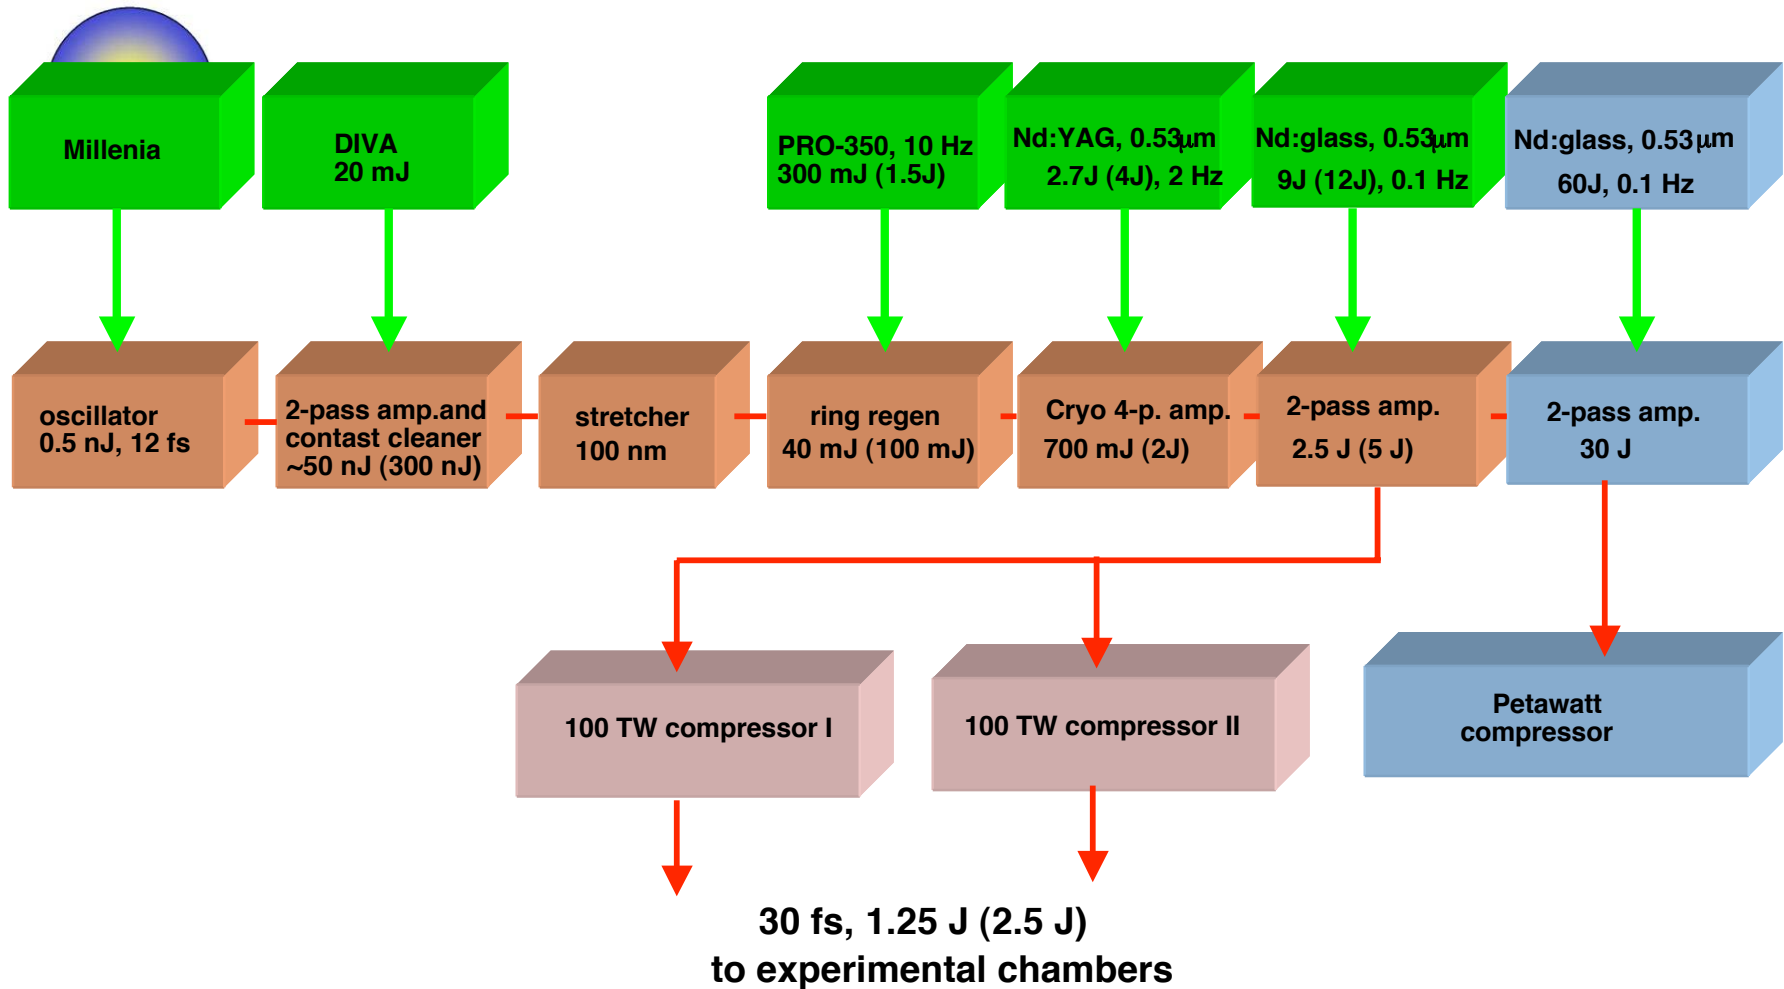 Millenia
DIVA
20 mJ
PRO-350, 10 Hz
300 mJ (1.5J)
Nd:YAG, 0.53μm
2.7J (4J), 2 Hz
Nd:glass, 0.53μm
9J (12J), 0.1 Hz
Nd:glass, 0.53μm
60J, 0.1 Hz
oscillator
0.5 nJ, 12 fs
2-pass amp.and
contast cleaner
~50 nJ (300 nJ)
stretcher
100 nm
ring regen
40 mJ (100 mJ)
Cryo 4-p. amp.
700 mJ (2J)
2-pass amp.
2.5 J (5 J)
2-pass amp.
30 J
100 TW compressor I
100 TW compressor II
Petawatt
compressor
30 fs, 1.25 J (2.5 J)
to experimental chambers